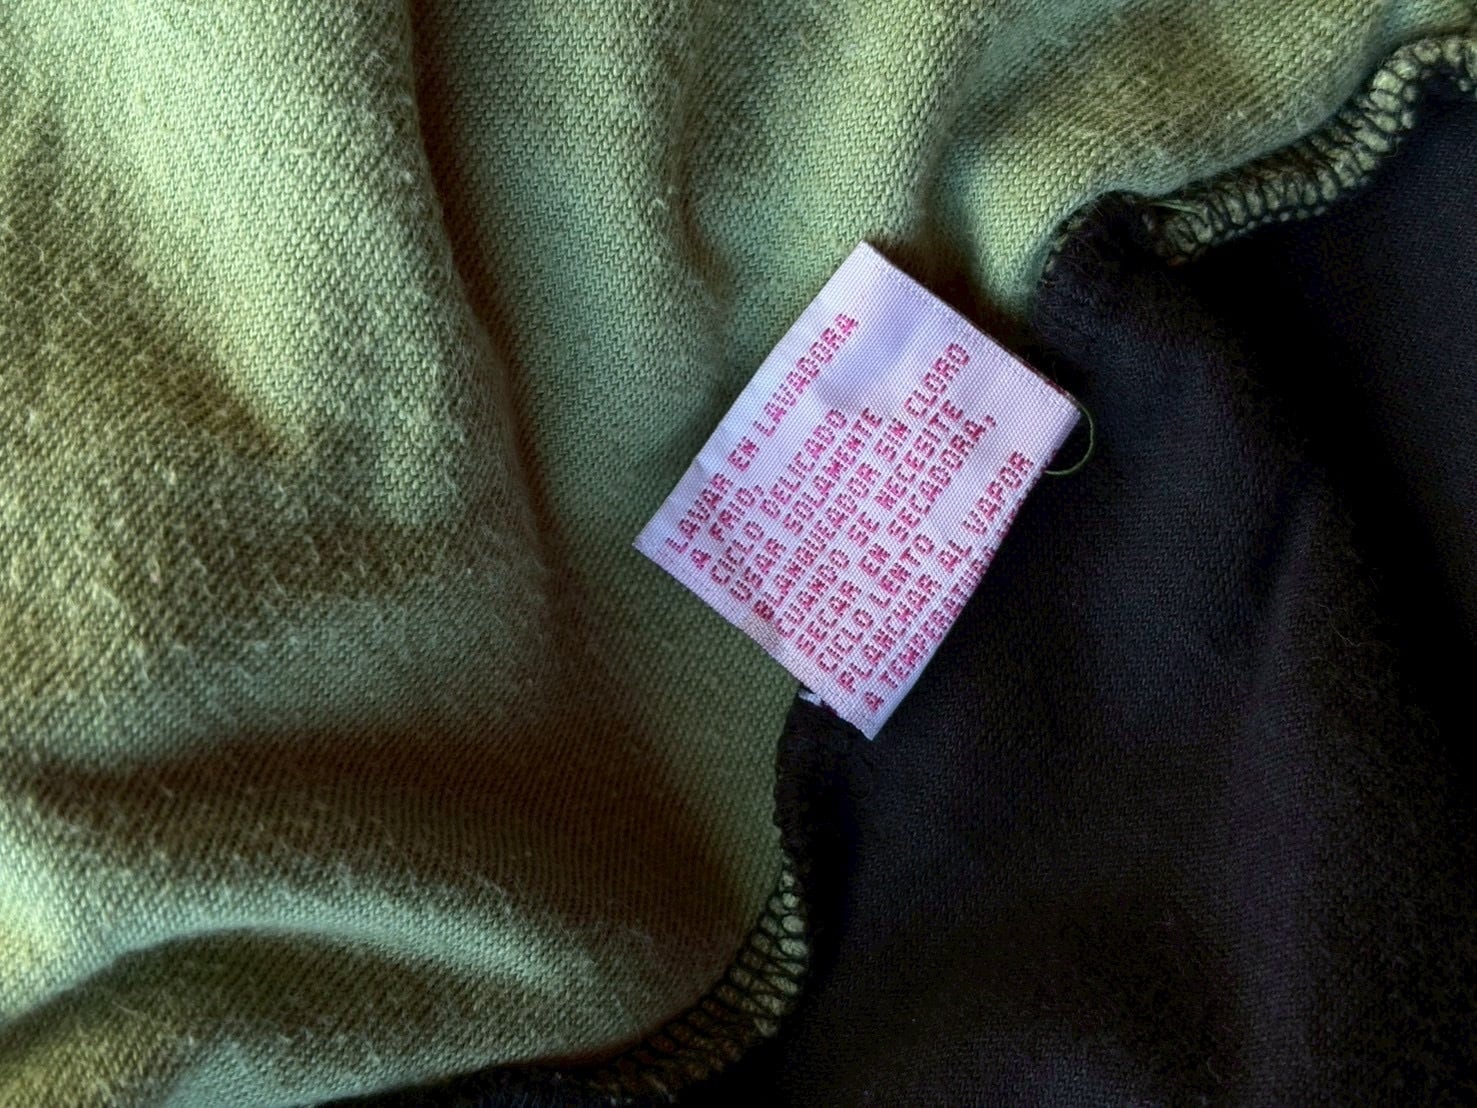 LAVAR EN LAVADORA
A FRIO,
CICLO DELICADO
USAR SOLAMENTE
BLANQUEADOR SIN CLORO
CUANDO SE NECESITE
SECAR EN SECADORA,
CICLO LENTO
PLANCHAR AL VAPOR